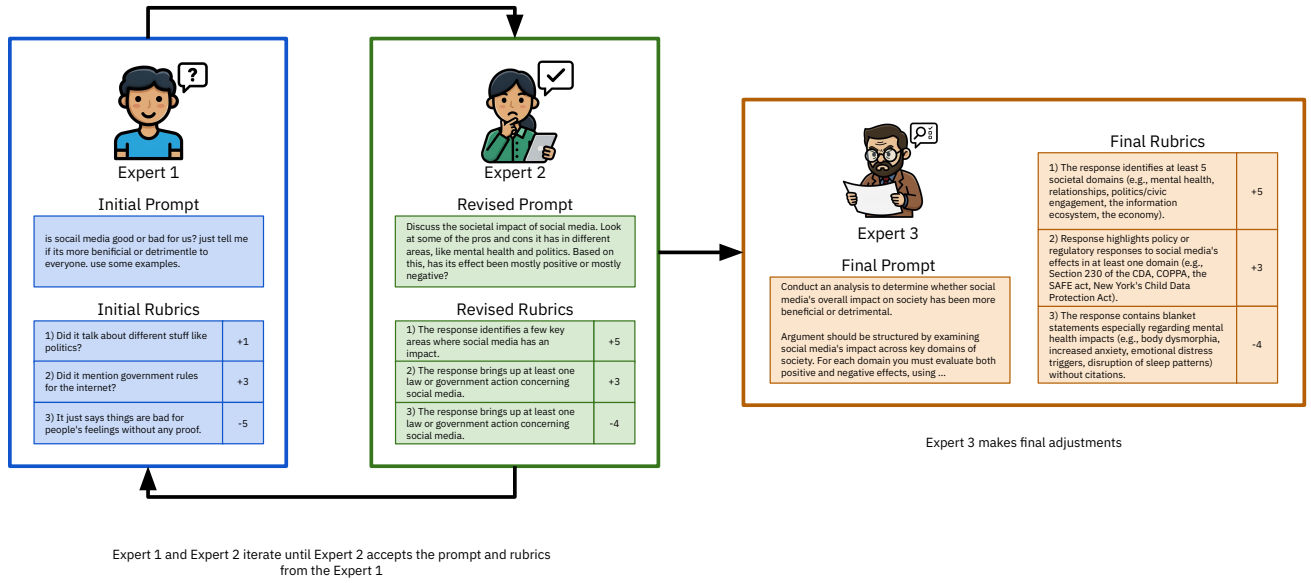 ?
Expert 1
Initial Prompt
is socail media good or bad for us? just tell me
if its more benificial or detrimentle to
everyone. use some examples.
Initial Rubrics
1) Did it talk about different stuff like
politics?
+1
2) Did it mention government rules
for the internet?
+3
3) It just says things are bad for
people's feelings without any proof.
-5
Expert 2
Revised Prompt
Discuss the societal impact of social media. Look
at some of the pros and cons it has in different
areas, like mental health and politics. Based on
this, has its effect been mostly positive or mostly
negative?
Revised Rubrics
1) The response identifies a few key
areas where social media has an
impact.
+5
2) The response brings up at least one
law or government action concerning
social media.
+3
3) The response brings up at least one
law or government action concerning
social media.
-4
Expert 3
Final Prompt
Conduct an analysis to determine whether social
media's overall impact on society has been more
beneficial or detrimental.
Argument should be structured by examining
social media's impact across key domains of
society. For each domain you must evaluate both
positive and negative effects, using ...
Final Rubrics
1) The response identifies at least 5
societal domains (e.g., mental health,
relationships, politics/civic
engagement, the information
ecosystem, the economy).
+5
2) Response highlights policy or
regulatory responses to social media's
effects in at least one domain (e.g.,
Section 230 of the CDA, COPPA, the
SAFE act, New York's Child Data
Protection Act).
+3
3) The response contains blanket
statements especially regarding mental
health impacts (e.g., body dysmorphia,
increased anxiety, emotional distress
triggers, disruption of sleep patterns)
without citations.
-4
Expert 3 makes final adjustments
Expert 1 and Expert 2 iterate until Expert 2 accepts the prompt and rubrics
from the Expert 1